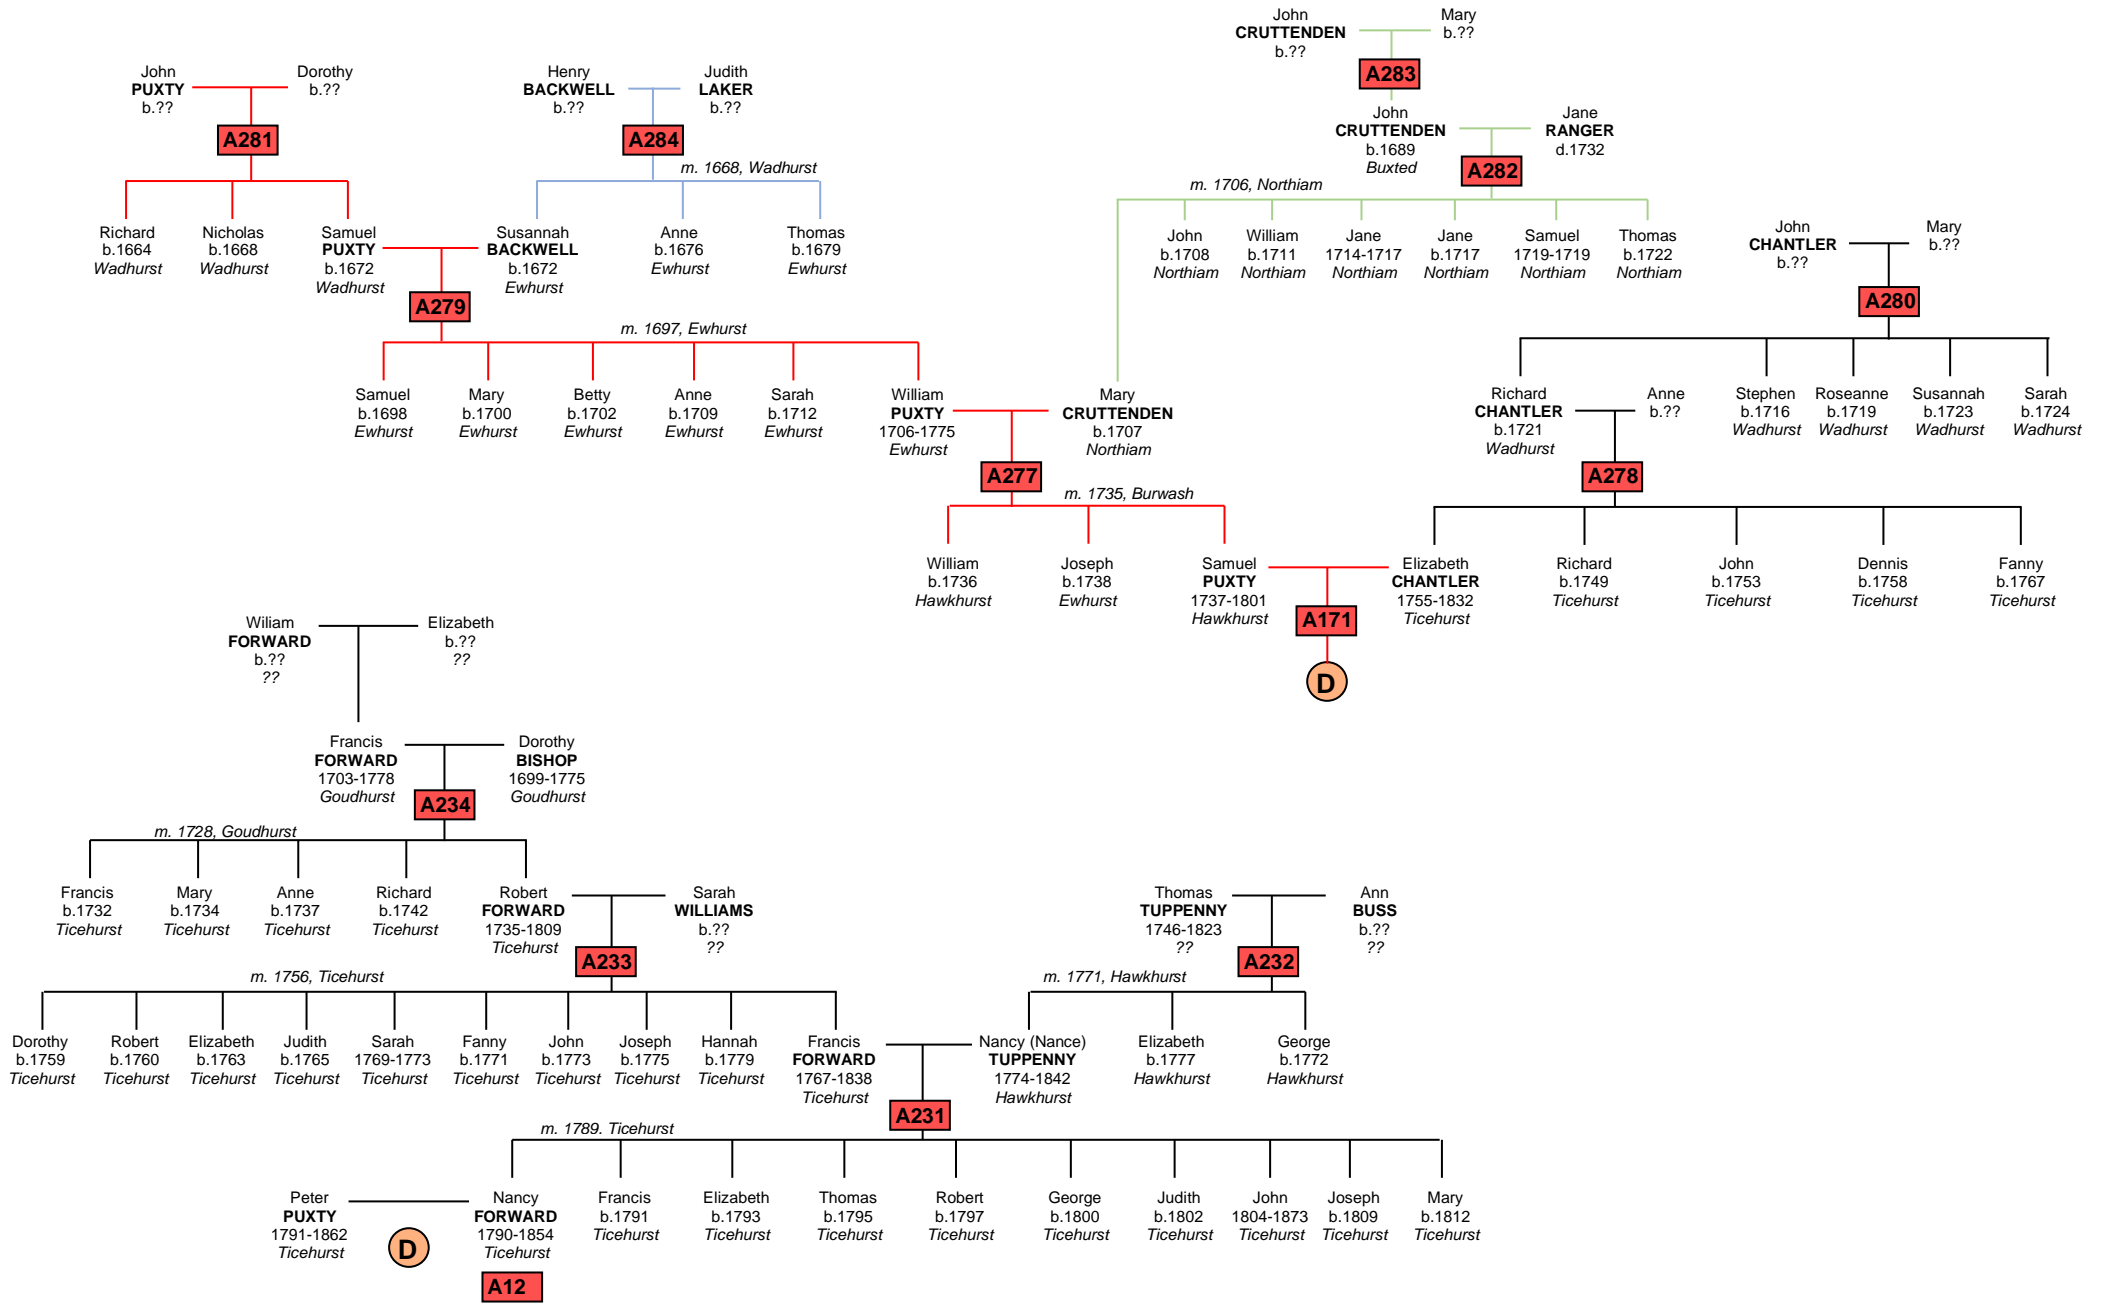 John
CRUTTENDEN
b.??
Mary
b.??
A283
John
PUXTY
b.??
Dorothy
b.??
A281
Henry
BACKWELL
b.??
Judith
LAKER
b.??
A284
m. 1668, Wadhurst
John
CRUTTENDEN
b.1689
Buxted
Jane
RANGER
d.1732
A282
m. 1706, Northiam
Richard
b.1664
Wadhurst
Nicholas
b.1668
Wadhurst
Samuel
PUXTY
b.1672
Wadhurst
Susannah
BACKWELL
b.1672
Ewhurst
Anne
b.1676
Ewhurst
Thomas
b.1679
Ewhurst
John
b.1708
Northiam
William
b.1711
Northiam
Jane
1714-1717
Northiam
Jane
b.1717
Northiam
Samuel
1719-1719
Northiam
Thomas
b.1722
Northiam
John
CHANTLER
b.??
Mary
b.??
A280
A279
m. 1697, Ewhurst
Samuel
b.1698
Ewhurst
Mary
b.1700
Ewhurst
Betty
b.1702
Ewhurst
Anne
b.1709
Ewhurst
Sarah
b.1712
Ewhurst
William
PUXTY
1706-1775
Ewhurst
Mary
CRUTTENDEN
b.1707
Northiam
Richard
CHANTLER
b.1721
Wadhurst
Anne
b.??
Stephen
b.1716
Wadhurst
Roseanne
b.1719
Wadhurst
Susannah
b.1723
Wadhurst
Sarah
b.1724
Wadhurst
A277
m. 1735, Burwash
A278
William
b.1736
Hawkhurst
Joseph
b.1738
Ewhurst
Samuel
PUXTY
1737-1801
Hawkhurst
Elizabeth
CHANTLER
1755-1832
Ticehurst
Richard
b.1749
Ticehurst
John
b.1753
Ticehurst
Dennis
b.1758
Ticehurst
Fanny
b.1767
Ticehurst
A171
D
Wiliam
FORWARD
b.??
??
Elizabeth
b.??
??
Francis
FORWARD
1703-1778
Goudhurst
Dorothy
BISHOP
1699-1775
Goudhurst
A234
m. 1728, Goudhurst
Francis
b.1732
Ticehurst
Mary
b.1734
Ticehurst
Anne
b.1737
Ticehurst
Richard
b.1742
Ticehurst
Robert
FORWARD
1735-1809
Ticehurst
Sarah
WILLIAMS
b.??
??
Thomas
TUPPENNY
1746-1823
??
Ann
BUSS
b.??
??
A233
m. 1756, Ticehurst
A232
m. 1771, Hawkhurst
Dorothy
b.1759
Ticehurst
Robert
b.1760
Ticehurst
Elizabeth
b.1763
Ticehurst
Judith
b.1765
Ticehurst
Sarah
1769-1773
Ticehurst
Fanny
b.1771
Ticehurst
John
b.1773
Ticehurst
Joseph
b.1775
Ticehurst
Hannah
b.1779
Ticehurst
Francis
FORWARD
1767-1838
Ticehurst
Nancy (Nance)
TUPPENNY
1774-1842
Hawkhurst
Elizabeth
b.1777
Hawkhurst
George
b.1772
Hawkhurst
A231
m. 1789. Ticehurst
Peter
PUXTY
1791-1862
Ticehurst
D
Nancy
FORWARD
1790-1854
Ticehurst
A12
Francis
b.1791
Ticehurst
Elizabeth
b.1793
Ticehurst
Thomas
b.1795
Ticehurst
Robert
b.1797
Ticehurst
George
b.1800
Ticehurst
Judith
b.1802
Ticehurst
John
1804-1873
Ticehurst
Joseph
b.1809
Ticehurst
Mary
b.1812
Ticehurst